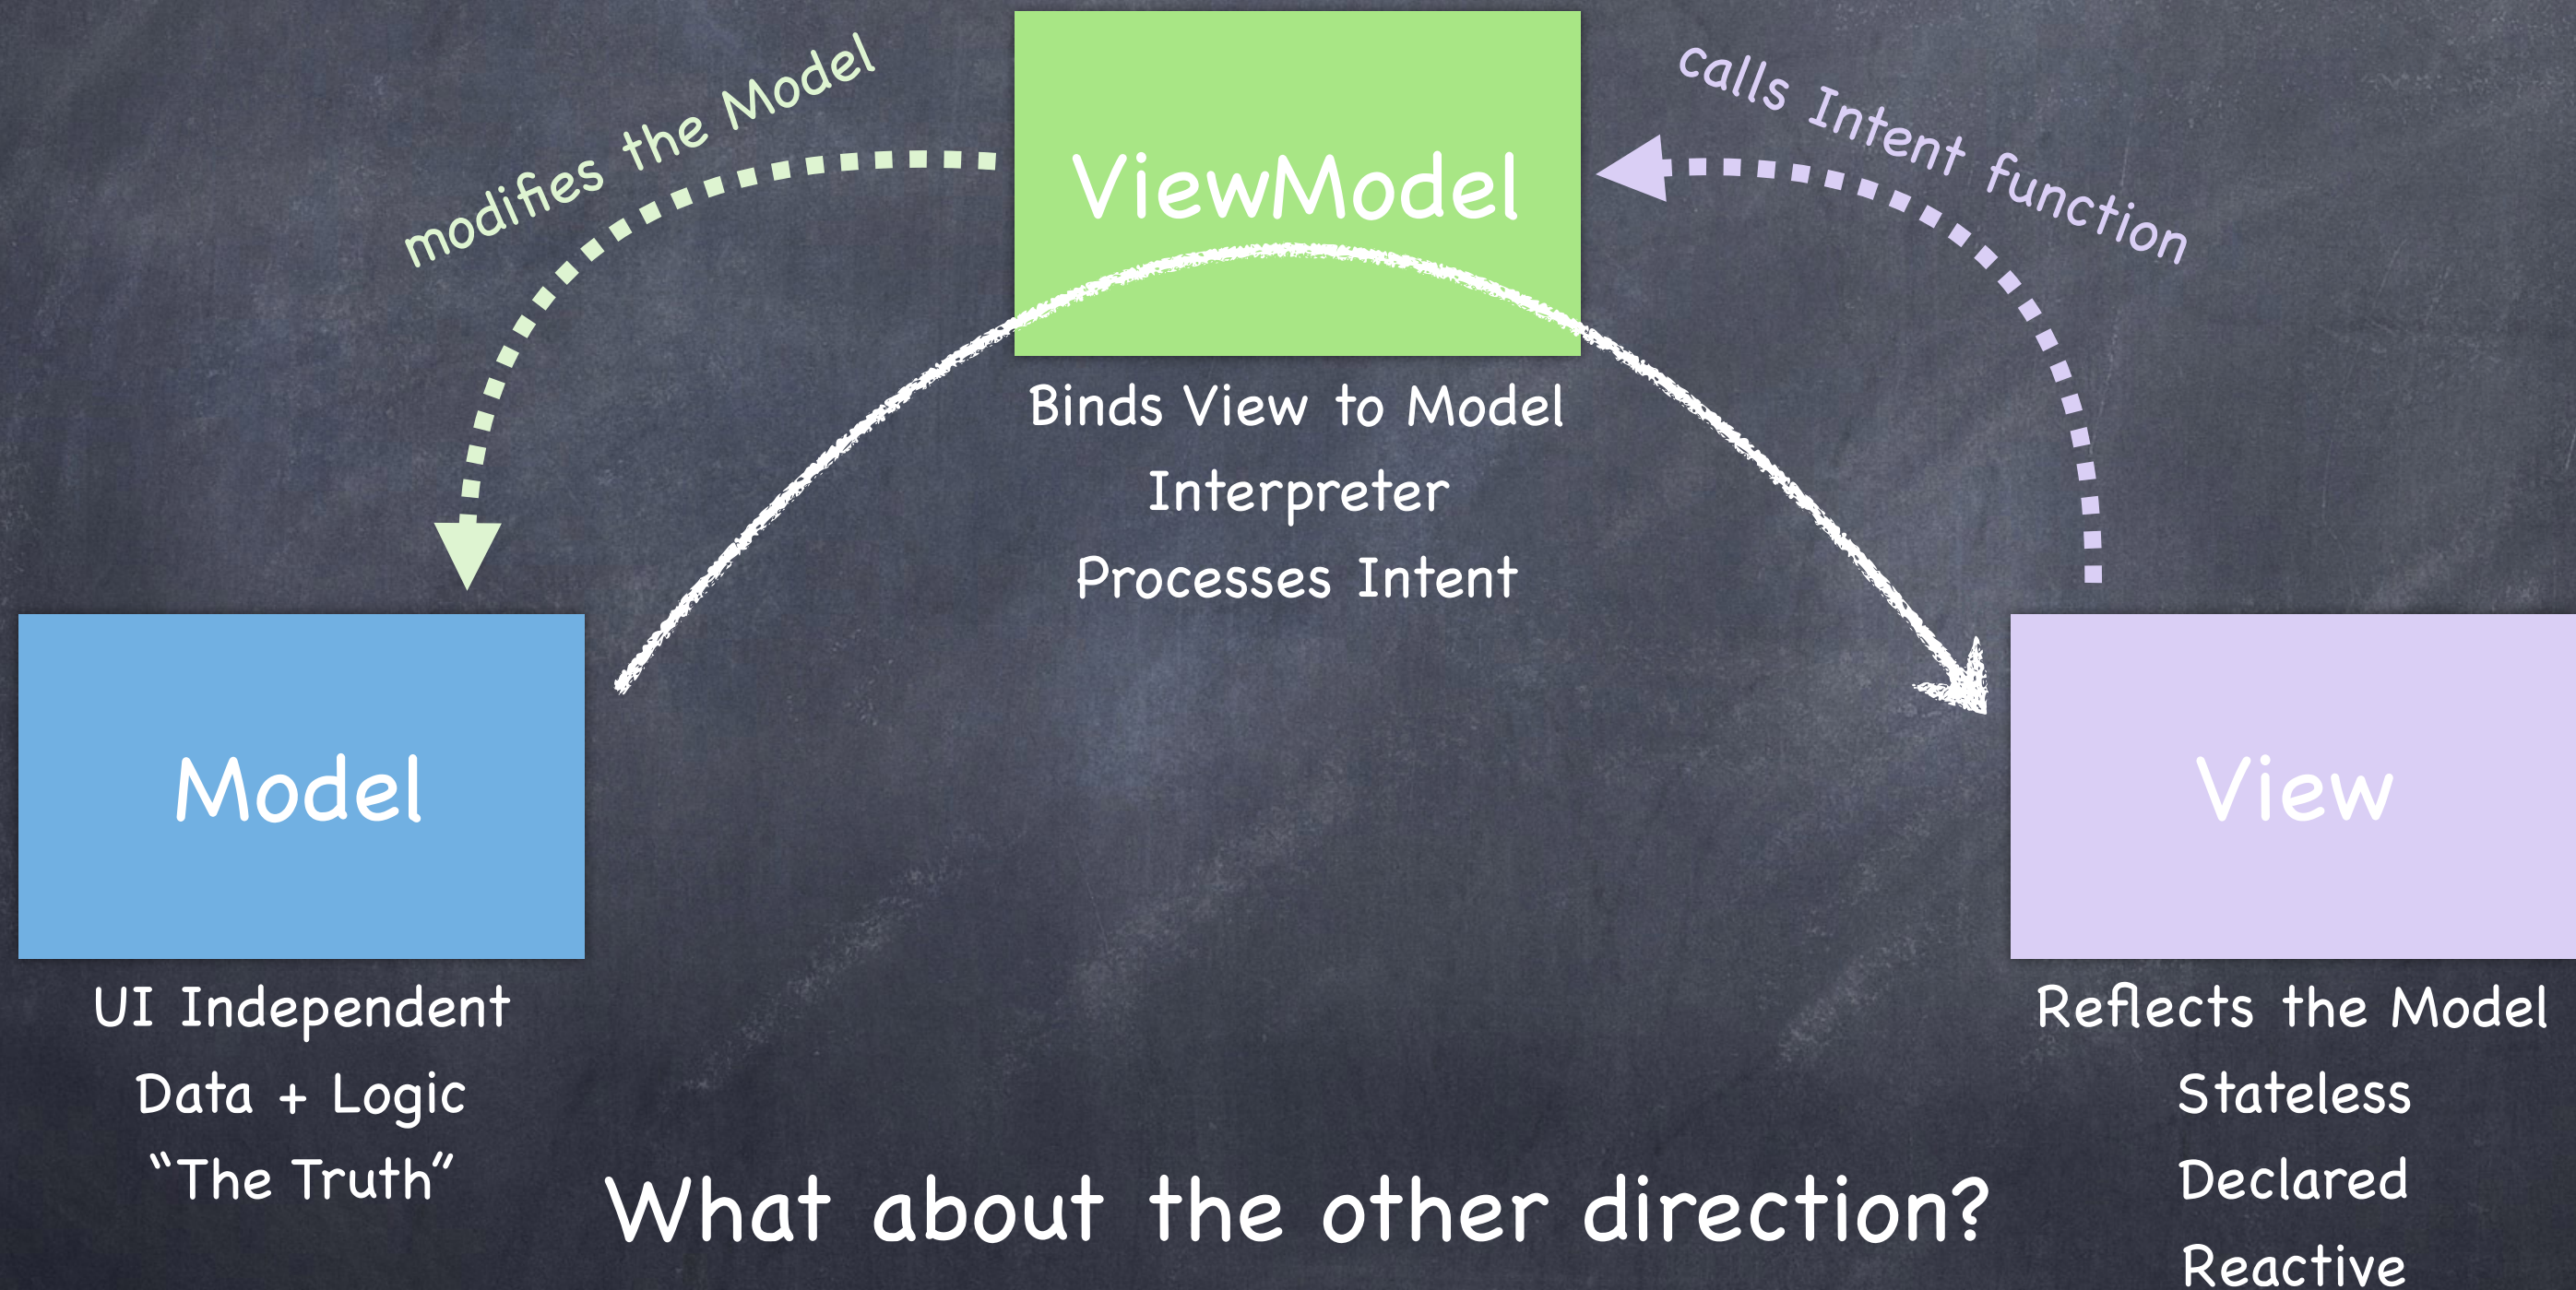 modifies the Model
ViewModel
calls Intent function
Binds View to Model
Interpreter
Processes Intent
Model
View
UI Independent
Data + Logic
“The Truth”
Reflects the Model
Stateless
Declared
Reactive
What about the other direction?